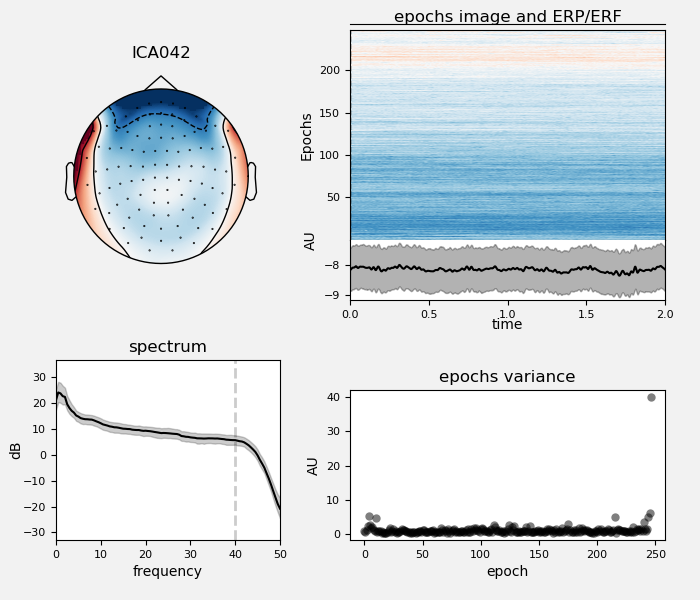 ICA042
epochs image and ERP/ERF
Epochs
200
150
100
50
AU
−8
−9
0.0 0.5 1.0 1.5 2.0
time
spectrum
dB
30
20
10
0
−10
−20
−30
0 10 20 30 40 50
frequency
epochs variance
AU
40
30
20
10
0
0 50 100 150 200 250
epoch